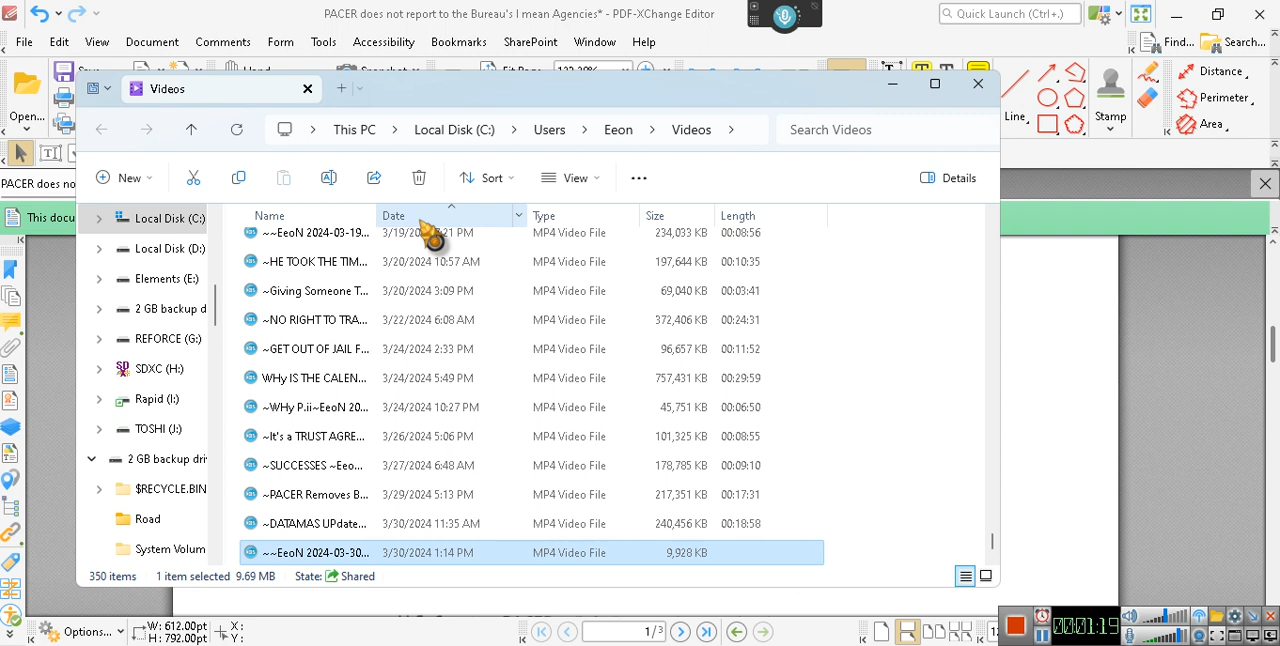 PACER does not report to the Bureau's I mean Agencies* - PDF-XChange Editor
Quick Launch (Ctrl+.)
File Edit View Document Comments Form Tools Accessibility Bookmarks SharePoint Window Help
Find... Search...
Open...
Line, Stamp
Distance,
Perimeter,
Area,
Videos
This PC > Local Disk (C:) > Users > Eeon > Videos >
Search Videos
New
Sort View ... Details
PACER does no
This docu
Local Disk (C:)
Local Disk (D:)
Elements (E:)
2 GB backup d
REFORCE (G:)
SDXC (H:)
Rapid (I:)
TOSHI (J:)
2 GB backup dri
$RECYCLE.BIN
Road
System Volum
Name Date Type Size Length
~~EeoN 2024-03-19... MP4 Video File 234,033 KB 00:08:56
~HE TOOK THE TIM... 3/20/2024 10:57 AM MP4 Video File 197,644 KB 00:10:35
~Giving Someone T... 3/20/2024 3:09 PM MP4 Video File 69,040 KB 00:03:41
~NO RIGHT TO TRA... 3/22/2024 6:08 AM MP4 Video File 372,406 KB 00:24:31
~GET OUT OF JAIL F... 3/24/2024 2:33 PM MP4 Video File 96,657 KB 00:11:52
WHy IS THE CALEN... 3/24/2024 5:49 PM MP4 Video File 757,431 KB 00:29:59
~WHy P.ii~EeoN 20... 3/24/2024 10:27 PM MP4 Video File 45,751 KB 00:06:50
~It's a TRUST AGRE... 3/26/2024 5:06 PM MP4 Video File 101,325 KB 00:08:55
~SUCCESSES ~Eeo... 3/27/2024 6:48 AM MP4 Video File 178,785 KB 00:09:10
~PACER Removes B... 3/29/2024 5:13 PM MP4 Video File 217,351 KB 00:17:31
~DATAMAS UPdate... 3/30/2024 11:35 AM MP4 Video File 240,456 KB 00:18:58
~~EeoN 2024-03-30... 3/30/2024 1:14 PM MP4 Video File 9,928 KB
350 items 1 item selected 9.69 MB State: Shared
Options...
W: 612.00pt
H: 792.00pt
X:
Y:
1/3
00:01:19